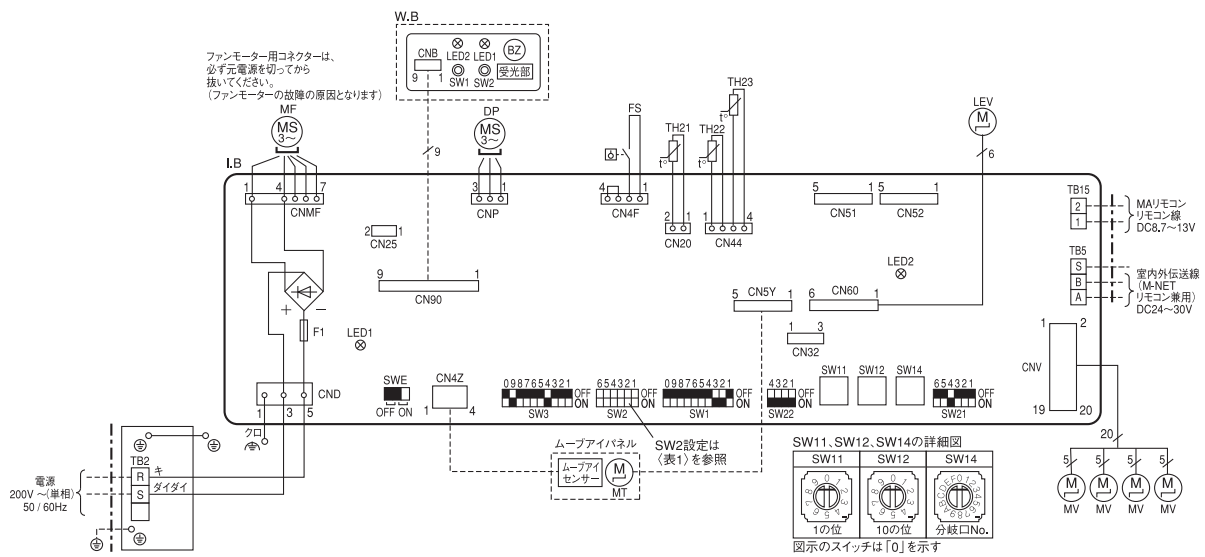 W.B
CNB
LED2 LED1
BZ
受光部
9 1
SW1 SW2
ファンモーター用コネクターは、
必ず元電源を切ってから
抜いてください。
(ファンモーターの故障の原因となります)
MF
MS
3～
DP
MS
3～
9
FS
TH21
t°
TH22
t°
TH23
t°
LEV
M
6
I.B
1 4 7
CNMF
3 1
CNP
4 1
CN4F
2 1
CN20
1 4
CN44
5 1
CN51
5 1
CN52
TB15
2
1
MAリモコン
リモコン線
DC8.7～13V
TB5
S
B
A
室内外伝送線
(M-NET
リモコン兼用)
DC24～30V
2 1
CN25
9 1
CN90
LED2
5 CN5Y 1
6 CN60 1
1 3
CN32
+ −
F1
LED1
1 2
CNV
19 20
CND
1 3 5
SWE
OFF ON
CN4Z
1 4
0987654321
OFF
ON
SW3
654321
OFF
ON
SW2
0987654321
OFF
ON
SW1
4321
OFF
ON
SW22
SW11 SW12 SW14
654321
OFF
ON
SW21
SW2設定は
〈表1〉を参照
クロ
TB2
キ
R
ダイダイ
S
電源
200V ～(単相)
50 / 60Hz
ムーブアイパネル
ムーブアイ
センサー
M
MT
SW11、SW12、SW14の詳細図
SW11 SW12 SW14
0123456789
0123456789
0123456789ABCDEF
1の位 10の位 分岐口No.
図示のスイッチは「0」を示す
20
5 5 5 5
M M M M
MV MV MV MV